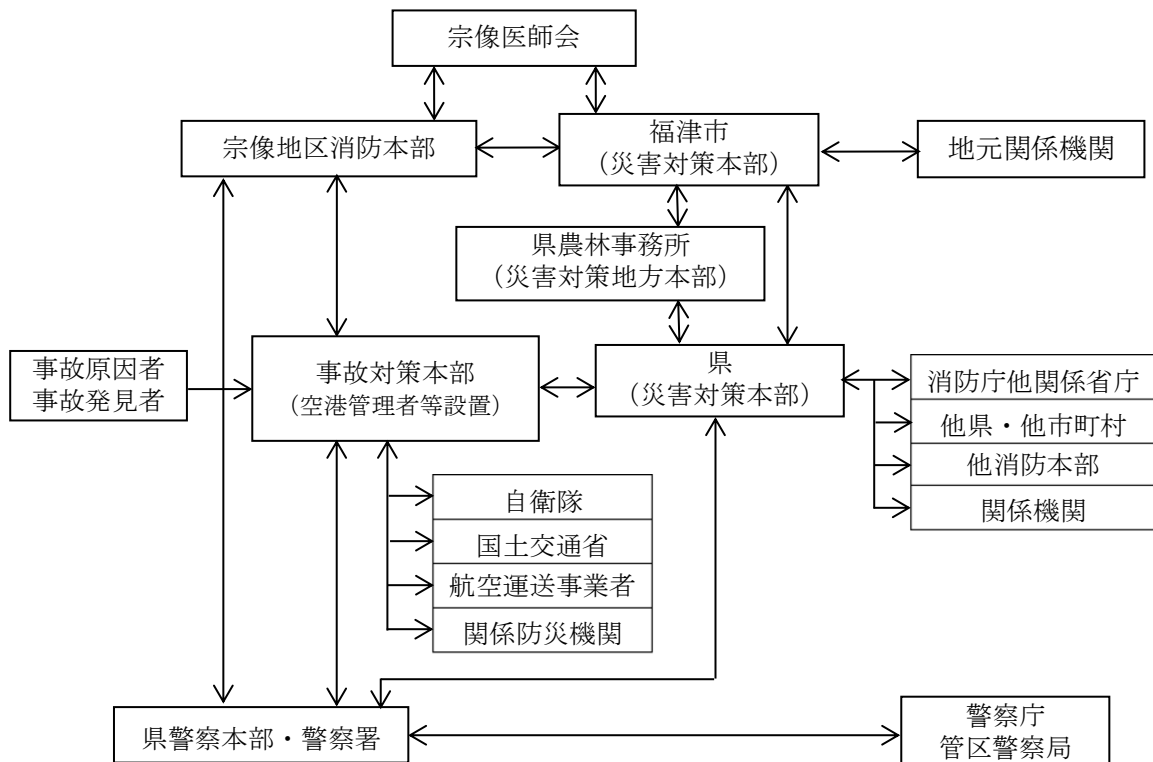 宗像医師会
宗像地区消防本部
福津市
（災害対策本部）
地元関係機関
県農林事務所
（災害対策地方本部）
事故原因者
事故発見者
事故対策本部
（空港管理者等設置）
県
（災害対策本部）
消防庁他関係省庁
他県・他市町村
他消防本部
関係機関
自衛隊
国土交通省
航空運送事業者
関係防災機関
県警察本部・警察署
警察庁
管区警察局